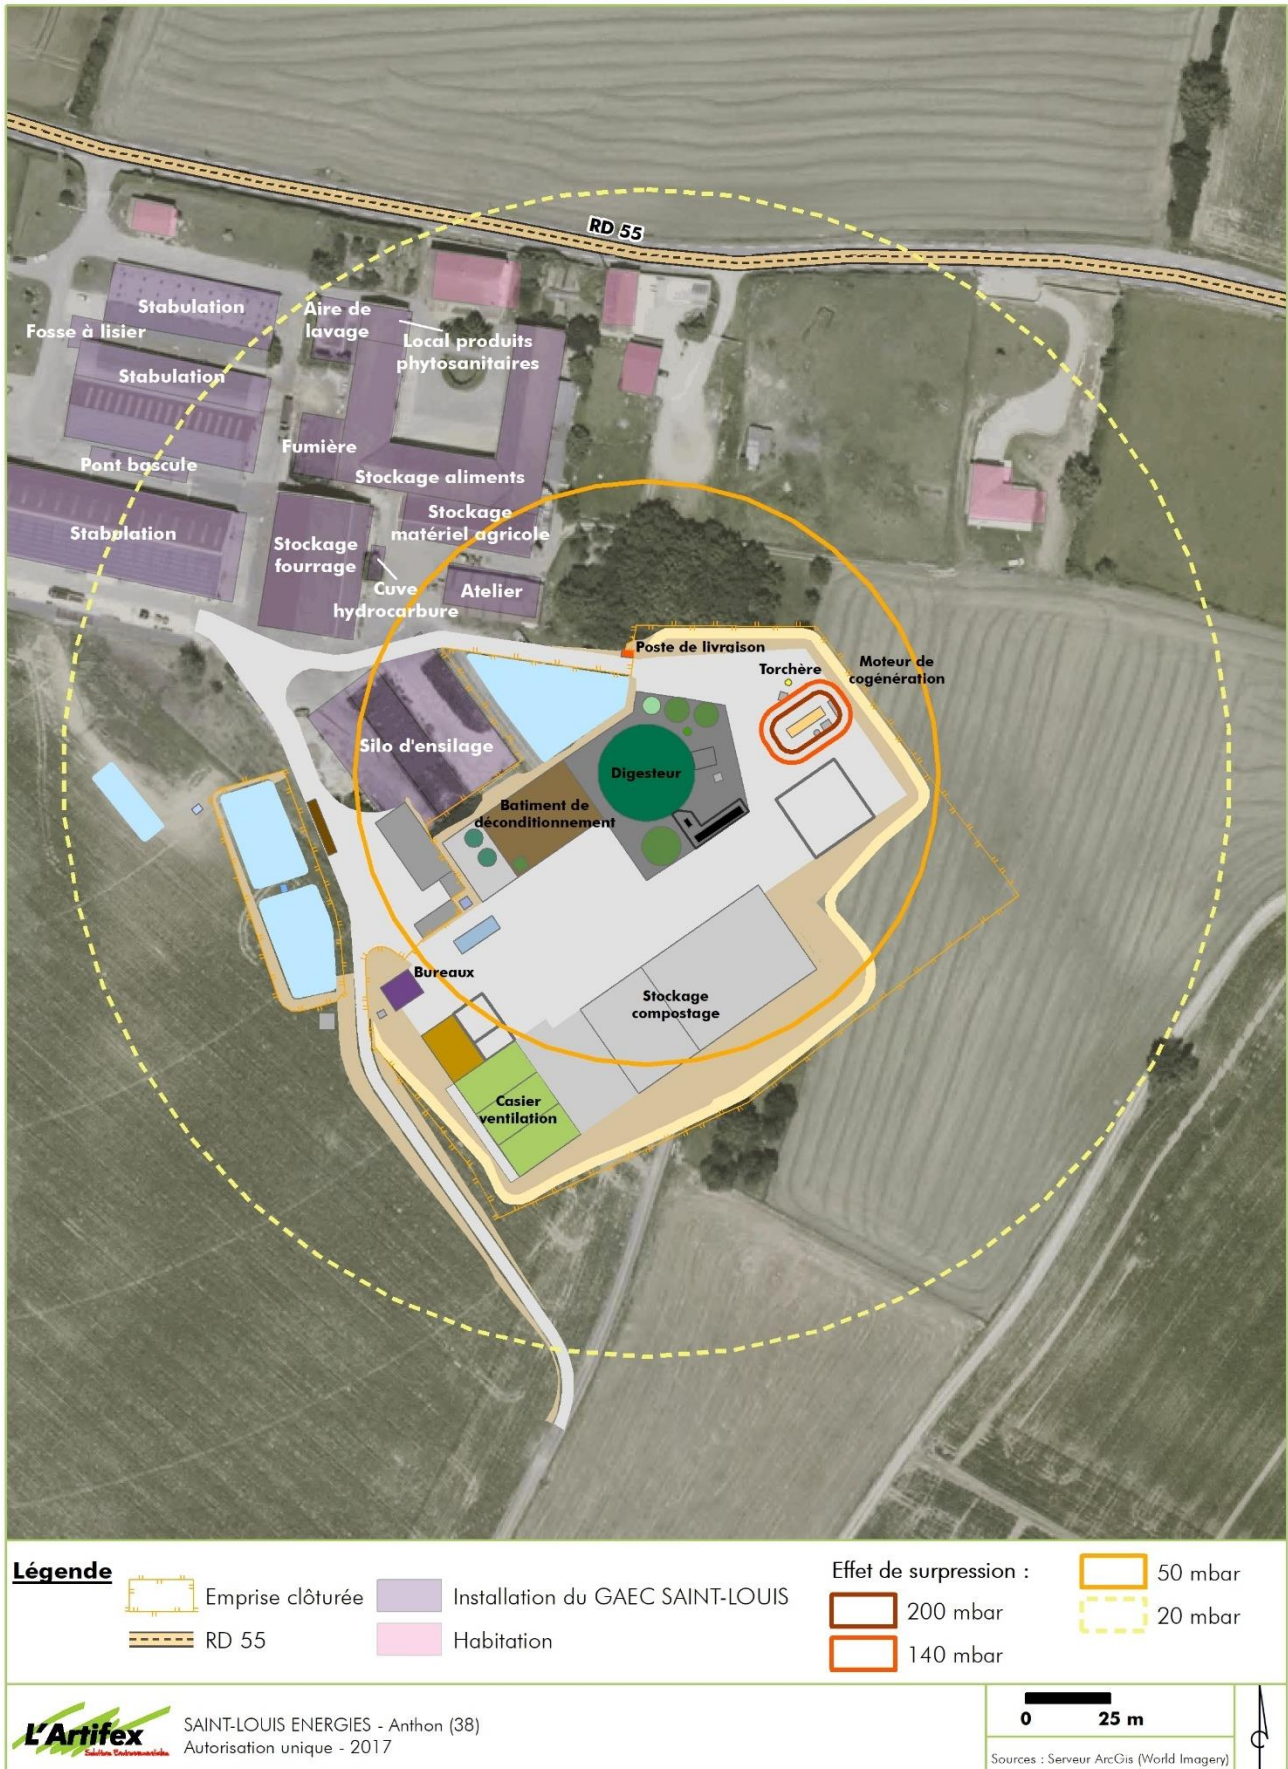 RD 55
Stabulation
Aire de
lavage
Fosse à lisier
Local produits
phytosanitaires
Stabulation
Fumière
Pont bascule
Stockage aliments
Stockage
matériel agricole
Stabulation
Stockage
fourrage
Cuve
hydrocarbure
Atelier
Poste de livraison
Torchère
Moteur de
cogénération
Silo d'ensilage
Digesteur
Batiment de
déconditionnement
Bureaux
Stockage
compostage
Casier
ventilation
Légende
Emprise clôturée
RD 55
Installation du GAEC SAINT-LOUIS
Habitation
Effet de surpression :
200 mbar
140 mbar
50 mbar
20 mbar
L'Artifex
Solutions Environnementales
SAINT-LOUIS ENERGIES - Anthon (38)
Autorisation unique - 2017
0 25 m
Sources : Serveur ArcGis (World Imagery)